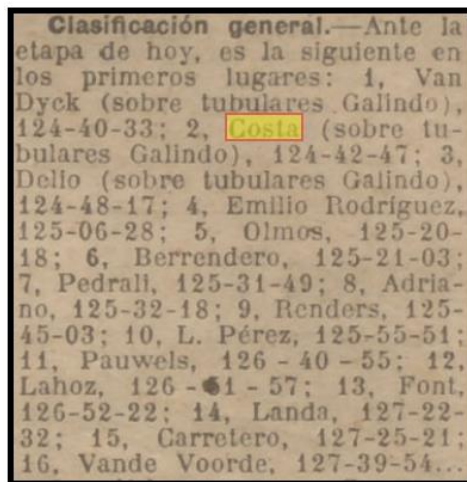 Clasificación general.—Ante la
etapa de hoy, es la siguiente en
los primeros lugares: 1, Van
Dyck (sobre tubulares Galindo),
124-40-33; 2, Costa (sobre tu-
bulares Galindo), 124-42-47; 3,
Delio (sobre tubulares Galindo),
124-48-17; 4, Emilio Rodríguez,
125-06-28; 5, Olmos, 125-20-
18; 6, Berrendero, 125-21-03;
7, Pedrali, 125-31-49; 8, Adria-
no, 125-32-18; 9, Renders, 125-
45-03; 10, L. Pérez, 125-55-51;
11, Pauwels, 126 - 40 - 55; 12,
Lahoz, 126 - 1 - 57; 13, Font,
126-52-22; 14, Landa, 127-22-
32; 15, Carretero, 127-25-21;
16, Vande Voorde, 127-39-54...